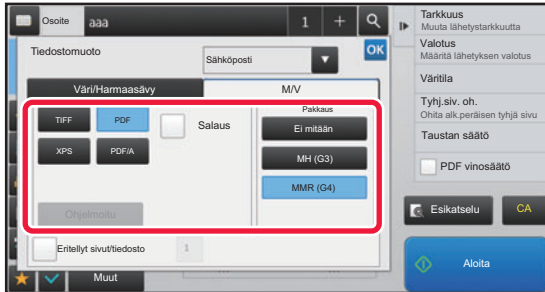 Osoite
aaa
1
+
Tiedostomuoto
Sähköposti
OK
Väri/Harmaasävy
M/V
TIFF
PDF
Salaus
XPS
PDF/A
Ohjelmoitu
Pakkaus
Ei mitään
MH (G3)
MMR (G4)
Eritellyt sivut/tiedosto
1
Muut
Tarkkuus
Muuta lähetystarkkuutta
Valotus
Määritä lähetyksen valotus
Väritila
Tyhj.siv. oh.
Ohita alk.peräisen tyhjä sivu
Taustan säätö
PDF vinosäätö
Esikatselu
CA
Aloita